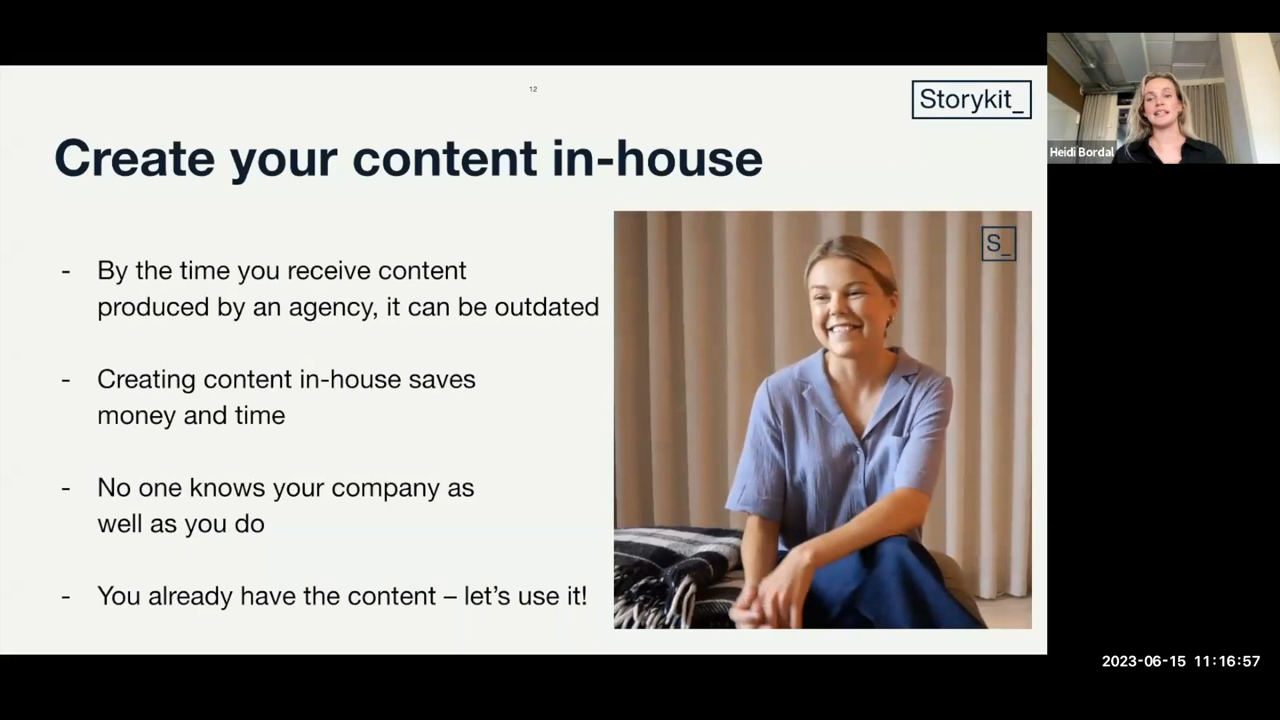 12
Storykit_
Heidi Bordal
Create your content in-house
S_
- By the time you receive content
produced by an agency, it can be outdated
- Creating content in-house saves
money and time
- No one knows your company as
well as you do
- You already have the content – let's use it!
2023-06-15 11:16:57